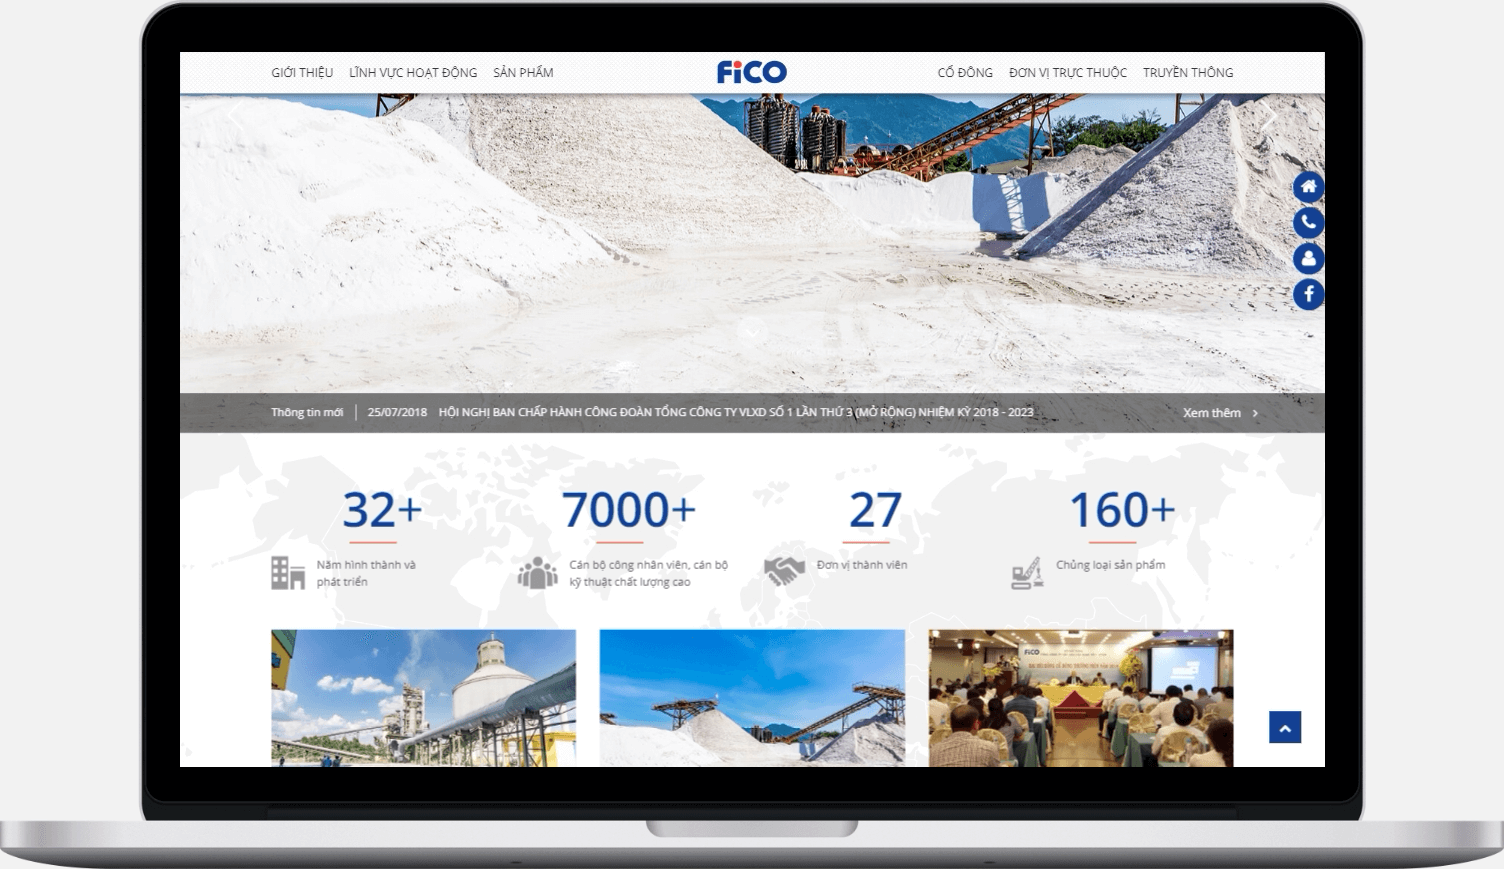 GIỚI THIỆU LĨNH VỰC HOẠT ĐỘNG SẢN PHẨM FiCO CỔ ĐÔNG ĐƠN VỊ TRỰC THUỘC TRUYỀN THÔNG
Thông tin mới 25/07/2018 HỘI NGHỊ BAN CHẤP HÀNH CÔNG ĐOÀN TỔNG CÔNG TY VLXD SỐ 1 LẦN THỨ 3 (MỞ RỘNG) NHIỆM KỲ 2018 - 2023 Xem thêm
32+
Năm hình thành và
phát triển
7000+
Cán bộ công nhân viên, cán bộ
kỹ thuật chất lượng cao
27
Đơn vị thành viên
160+
Chủng loại sản phẩm
FiCO